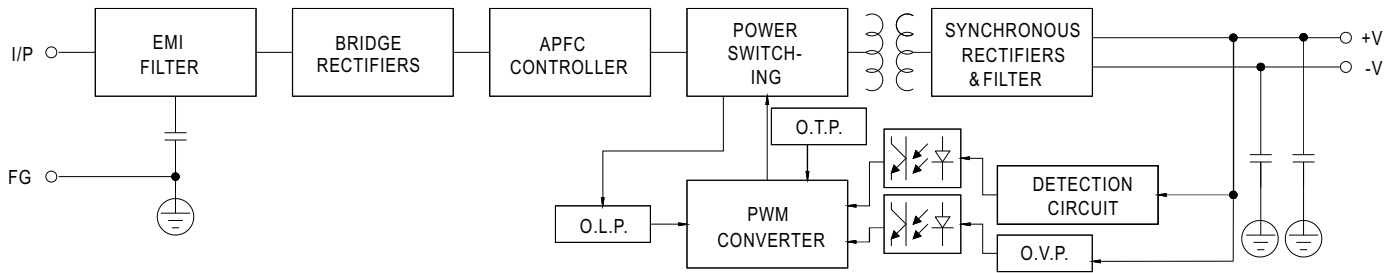 I/P
EMI
FILTER
BRIDGE
RECTIFIERS
APFC
CONTROLLER
POWER
SWITCH-
ING
SYNCHRONOUS
RECTIFIERS
& FILTER
+V
-V
FG
O.T.P.
O.L.P.
PWM
CONVERTER
DETECTION
CIRCUIT
O.V.P.